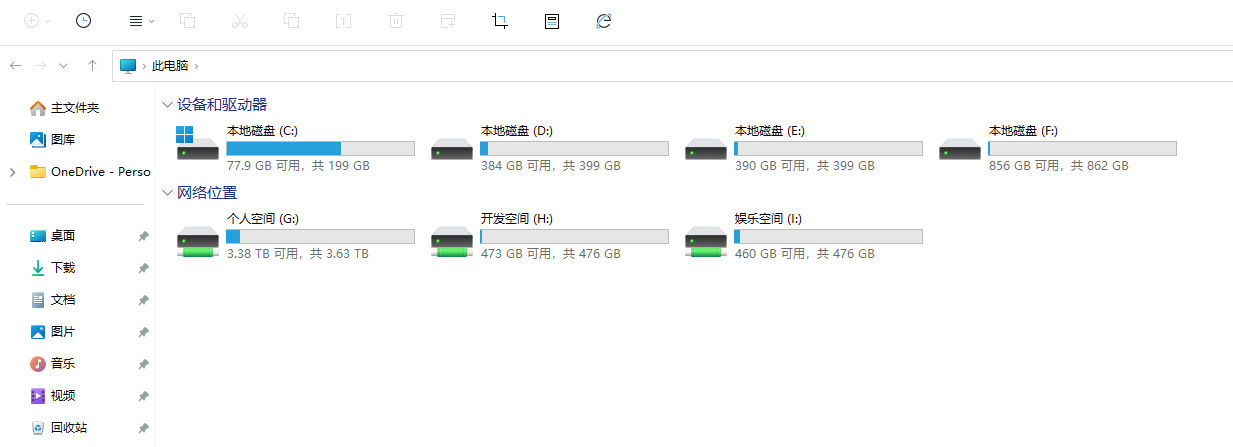 此电脑
主文件夹
图库
OneDrive - Perso
桌面
下载
文档
图片
音乐
视频
回收站
设备和驱动器
本地磁盘 (C:)
77.9 GB 可用，共 199 GB
本地磁盘 (D:)
384 GB 可用，共 399 GB
本地磁盘 (E:)
390 GB 可用，共 399 GB
本地磁盘 (F:)
856 GB 可用，共 862 GB
网络位置
个人空间 (G:)
3.38 TB 可用，共 3.63 TB
开发空间 (H:)
473 GB 可用，共 476 GB
娱乐空间 (I:)
460 GB 可用，共 476 GB